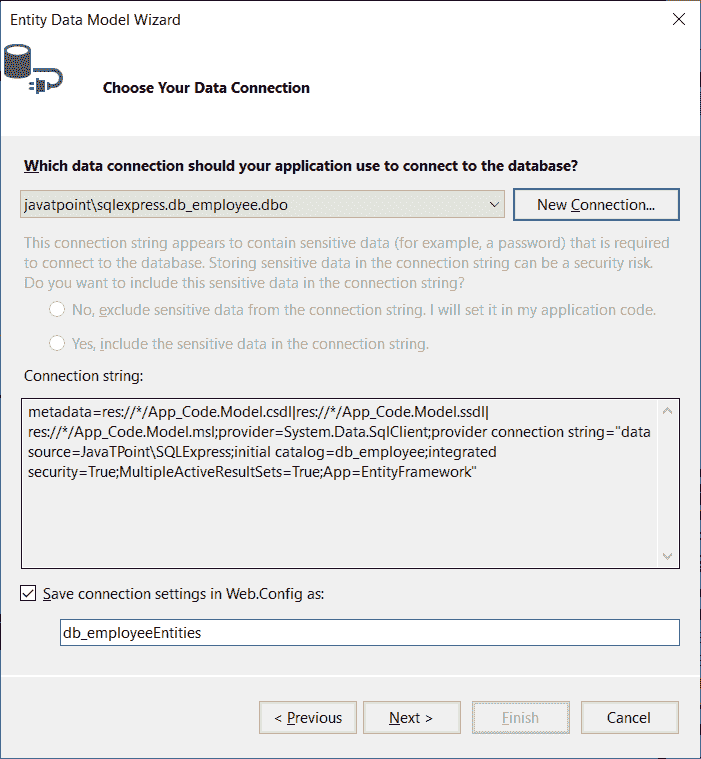 Entity Data Model Wizard
Choose Your Data Connection
Which data connection should your application use to connect to the database?
javatpoint\sqlexpress.db_employee.dbo
New Connection...
This connection string appears to contain sensitive data (for example, a password) that is required
to connect to the database. Storing sensitive data in the connection string can be a security risk.
Do you want to include this sensitive data in the connection string?
No, exclude sensitive data from the connection string. I will set it in my application code.
Yes, include the sensitive data in the connection string.
Connection string:
metadata=res://*/App_Code.Model.csdl|res://*/App_Code.Model.ssdl|
res://*/App_Code.Model.msl;provider=System.Data.SqlClient;provider connection string="data
source=JavaTPoint\SQLExpress;initial catalog=db_employee;integrated
security=True;MultipleActiveResultSets=True;App=EntityFramework"
Save connection settings in Web.Config as:
db_employeeEntities
< Previous
Next >
Finish
Cancel